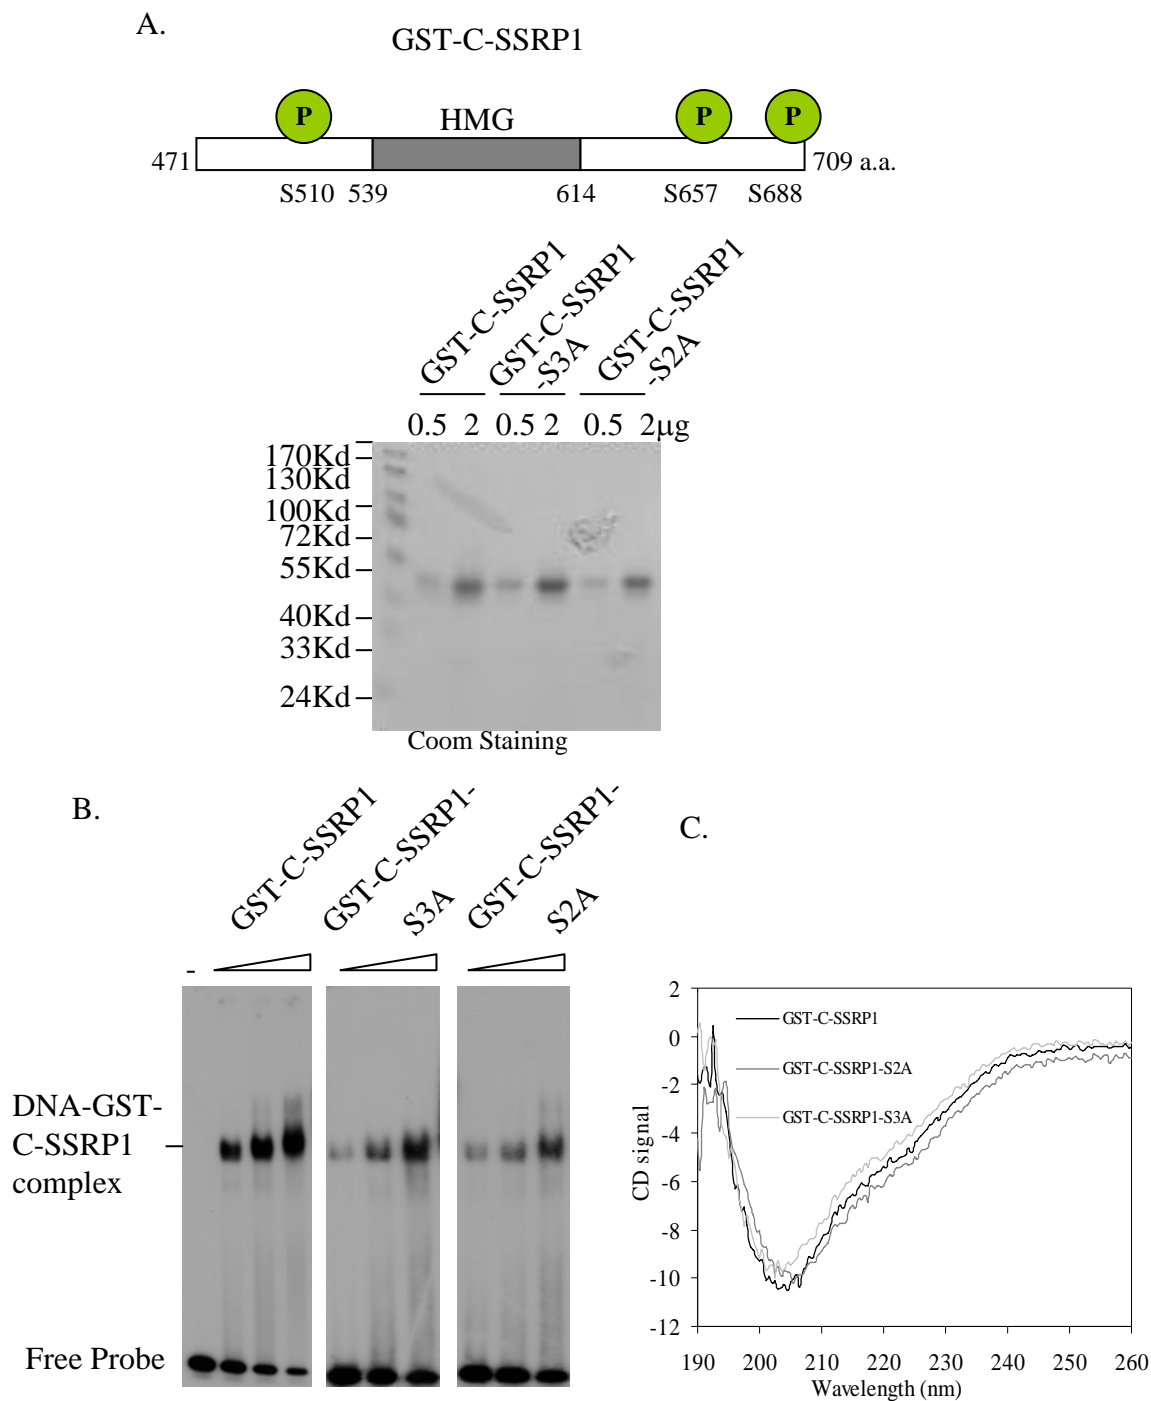 A.
GST-C-SSRP1
P
HMG
P
P
471
709 a.a.
S510
539
614
S657
S688
GST-C-SSRP1
GST-C-SSRP1
-S3A
GST-C-SSRP1
-S2A
0.5 2 0.5 2 0.5 2µg
170Kd
130Kd
100Kd
72Kd
55Kd
40Kd
33Kd
24Kd
Coom Staining
B.
GST-C-SSRP1
GST-C-SSRP1-
S3A
GST-C-SSRP1-
S2A
-
DNA-GST-
C-SSRP1
complex
Free Probe
C.
GST-C-SSRP1
GST-C-SSRP1-S2A
GST-C-SSRP1-S3A
CD signal
2
0
-2
-4
-6
-8
-10
-12
190 200 210 220 230 240 250 260
Wavelength (nm)